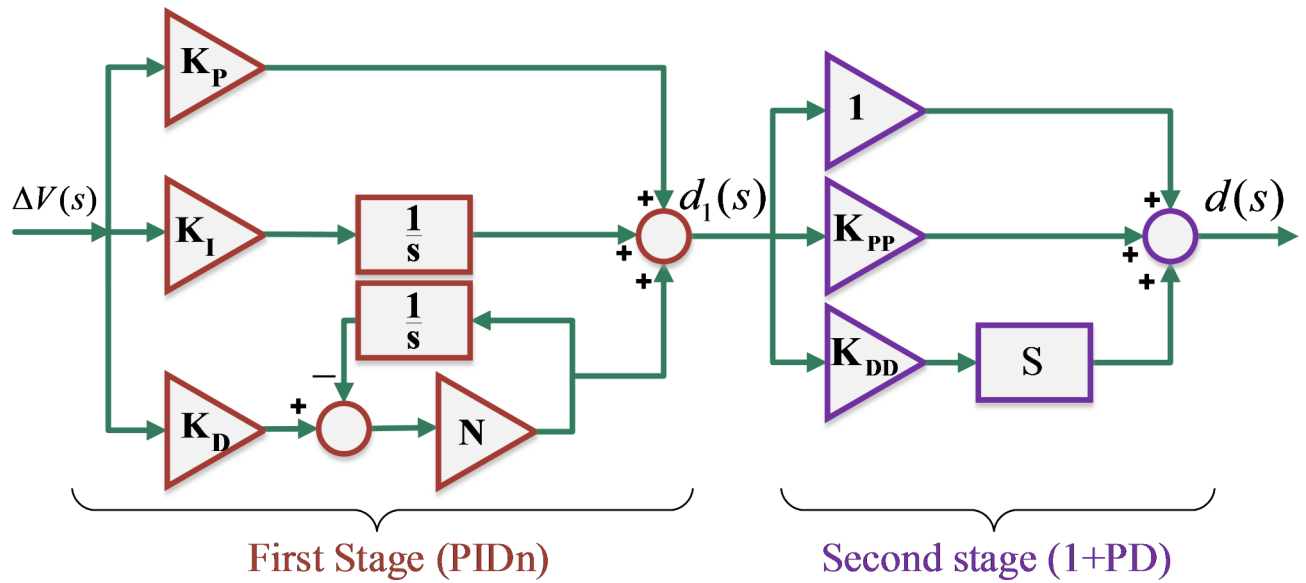 K_P
1
ΔV(s)
K_I
1/s
+
+
+
d_1(s)
K_PP
+
+
+
d(s)
1/s
−
K_D
+
N
K_DD
S
First Stage (PIDn)
Second stage (1+PD)